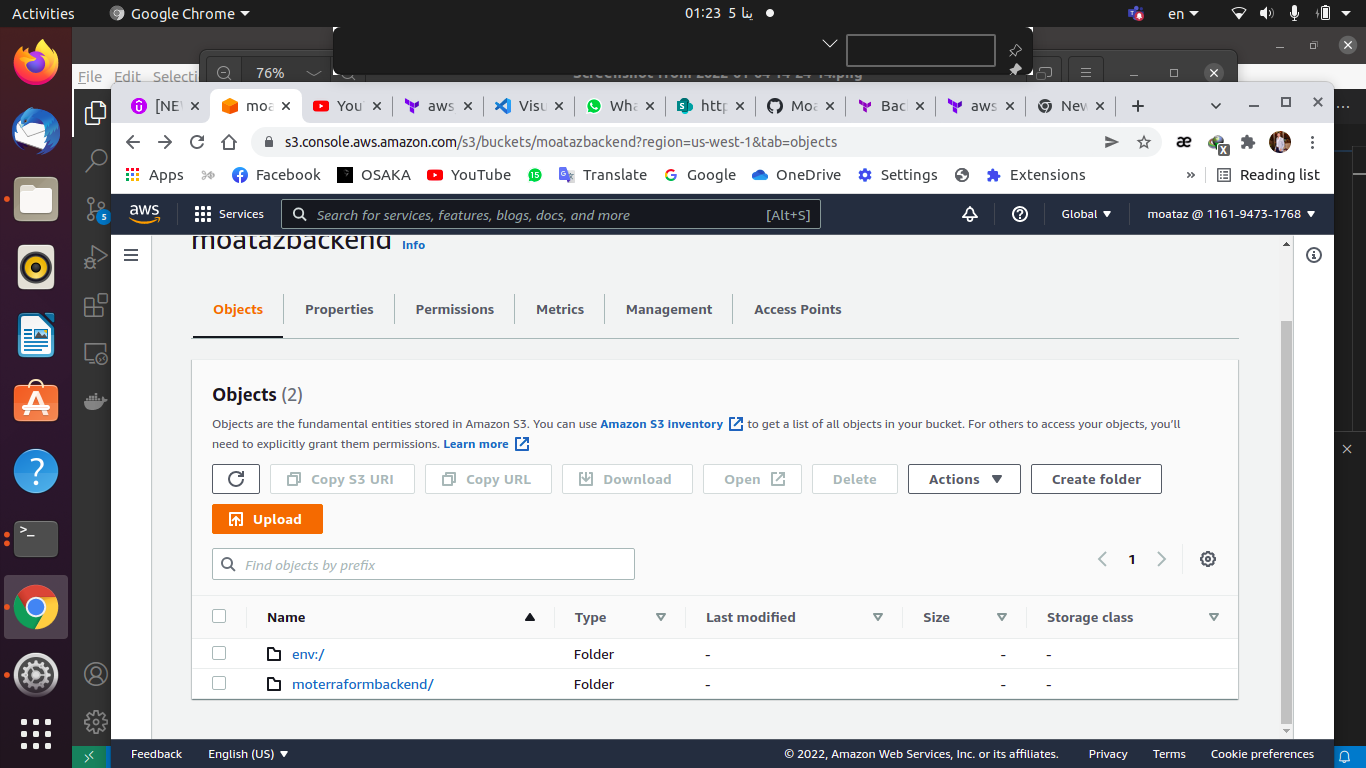 Activities Google Chrome 01:23 5 ينا en
File Edit Selecti 76% Screenshot from 2022-01-04 14-24-14.png
[NE moa YouT aws Visu Wha http Moa Bac aws New
s3.console.aws.amazon.com/s3/buckets/moatazbackend?region=us-west-1&tab=objects
Apps Facebook OSAKA YouTube Translate Google OneDrive Settings Extensions » Reading list
aws Services Search for services, features, blogs, docs, and more [Alt+S] Global moataz @ 1161-9473-1768
moatazbackend Info
Objects Properties Permissions Metrics Management Access Points
Objects (2)
Objects are the fundamental entities stored in Amazon S3. You can use Amazon S3 inventory to get a list of all objects in your bucket. For others to access your objects, you'll
need to explicitly grant them permissions. Learn more
Copy S3 URI Copy URL Download Open Delete Actions Create folder
Upload
Find objects by prefix 1
Name Type Last modified Size Storage class
env:/ Folder - - -
moterraformbackend/ Folder - - -
Feedback English (US) © 2022, Amazon Web Services, Inc. or its affiliates. Privacy Terms Cookie preferences